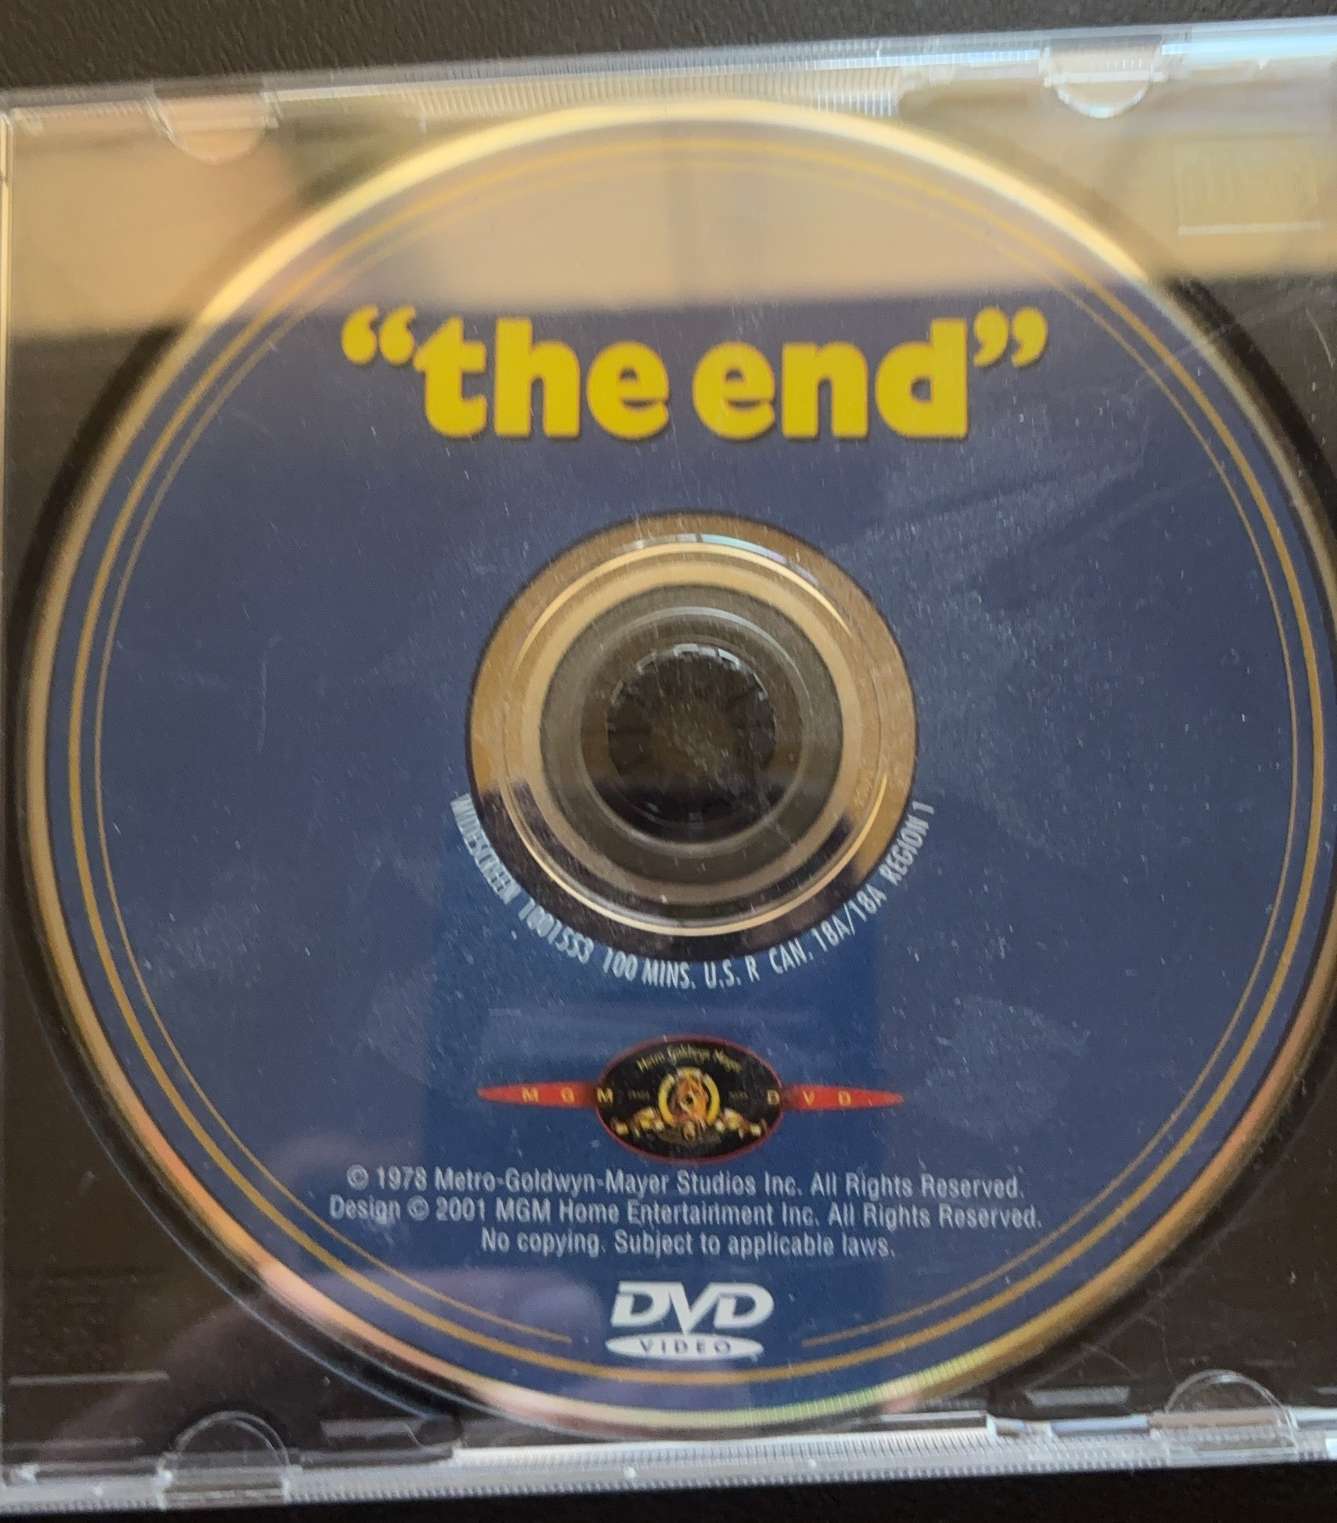 “the end”
WIDESCREEN 1001553 100 MINS. U.S. R CAN. 18A/18A REGION 1
Metro Goldwyn Mayer
MGM DVD
© 1978 Metro-Goldwyn-Mayer Studios Inc. All Rights Reserved.
Design © 2001 MGM Home Entertainment Inc. All Rights Reserved.
No copying. Subject to applicable laws.
DVD
VIDEO